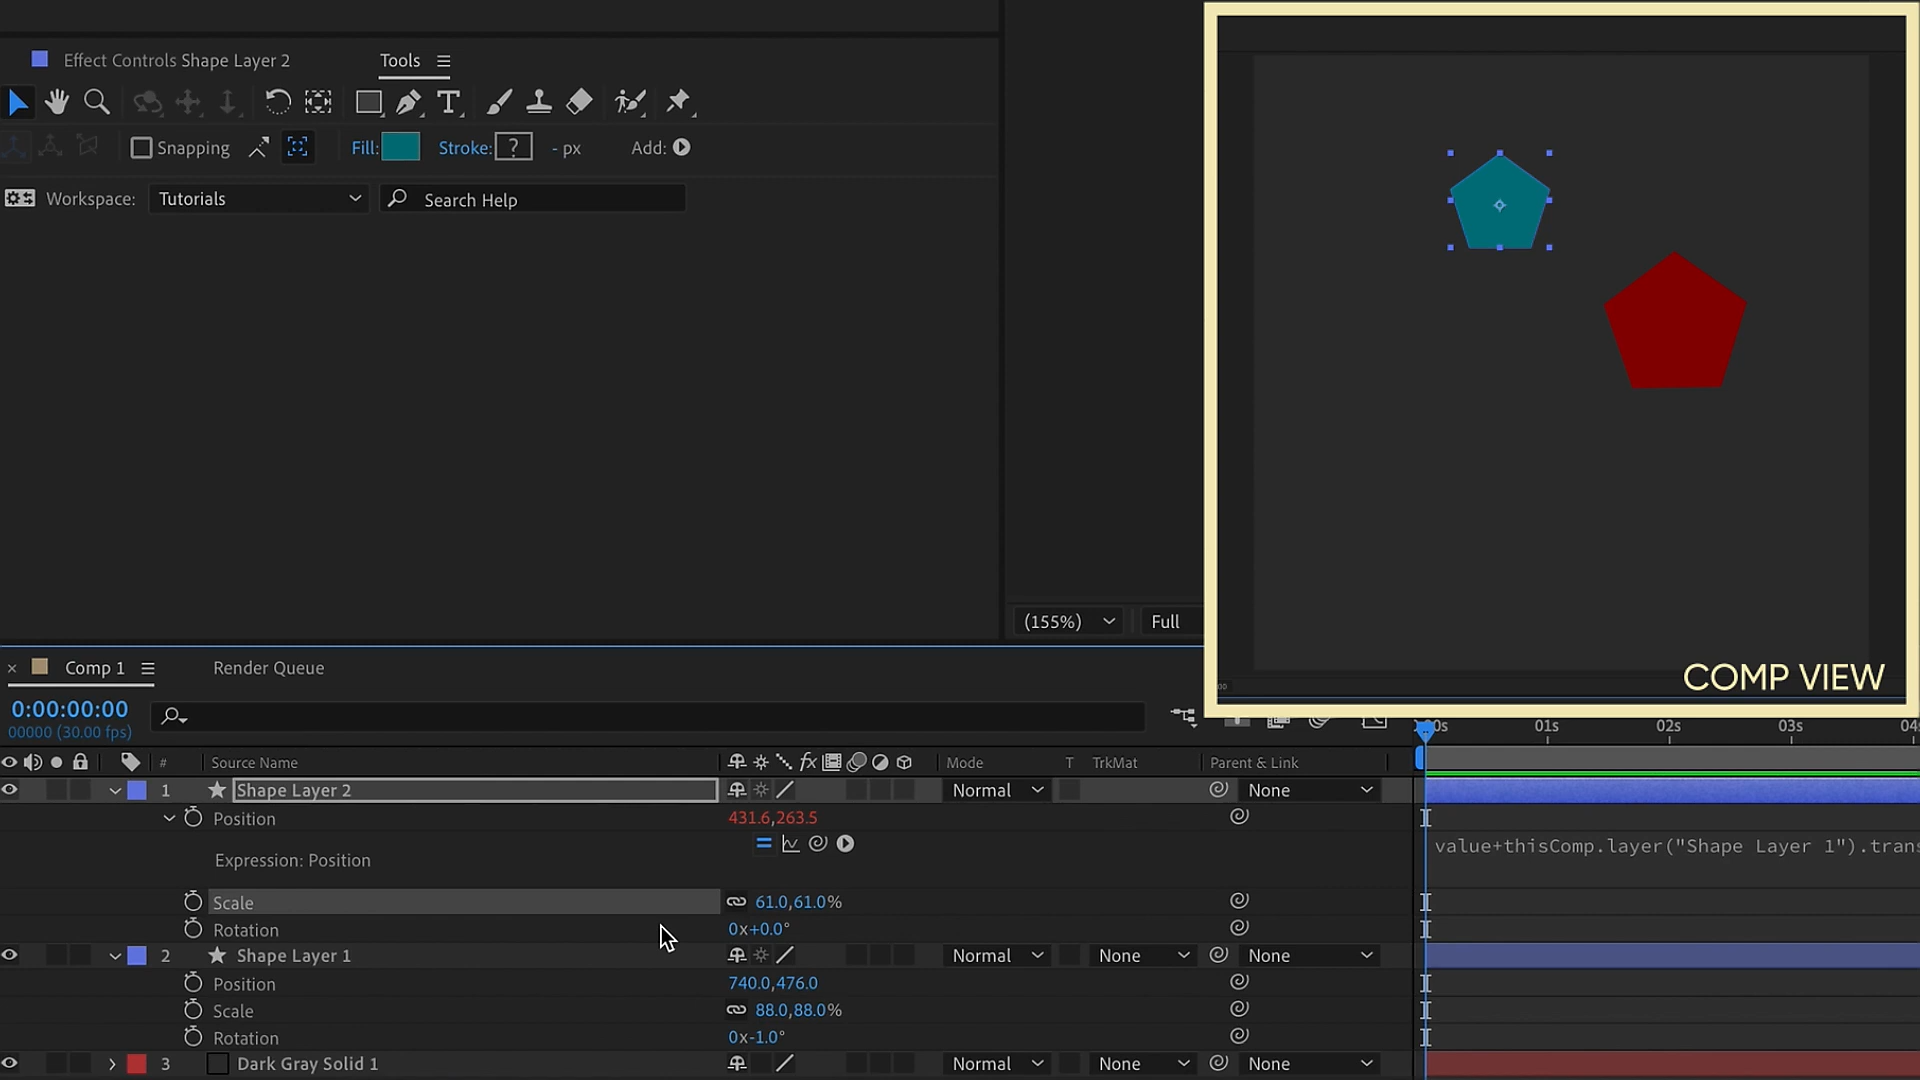 Effect Controls Shape Layer 2
Tools
Snapping
Fill:
Stroke:
?
- px
Add:
Workspace:
Tutorials
Search Help
(155%)
Full
COMP VIEW
Comp 1
Render Queue
0:00:00:00
00000 (30.00 fps)
:00s
01s
02s
03s
04s
#
Source Name
fx
Mode
T
TrkMat
Parent & Link
1
Shape Layer 2
Normal
None
Position
431.6,263.5
Expression: Position
value+thisComp.layer("Shape Layer 1").trans
Scale
61.0,61.0%
Rotation
0x+0.0°
2
Shape Layer 1
Normal
None
None
Position
740.0,476.0
Scale
88.0,88.0%
Rotation
0x-1.0°
3
Dark Gray Solid 1
Normal
None
None